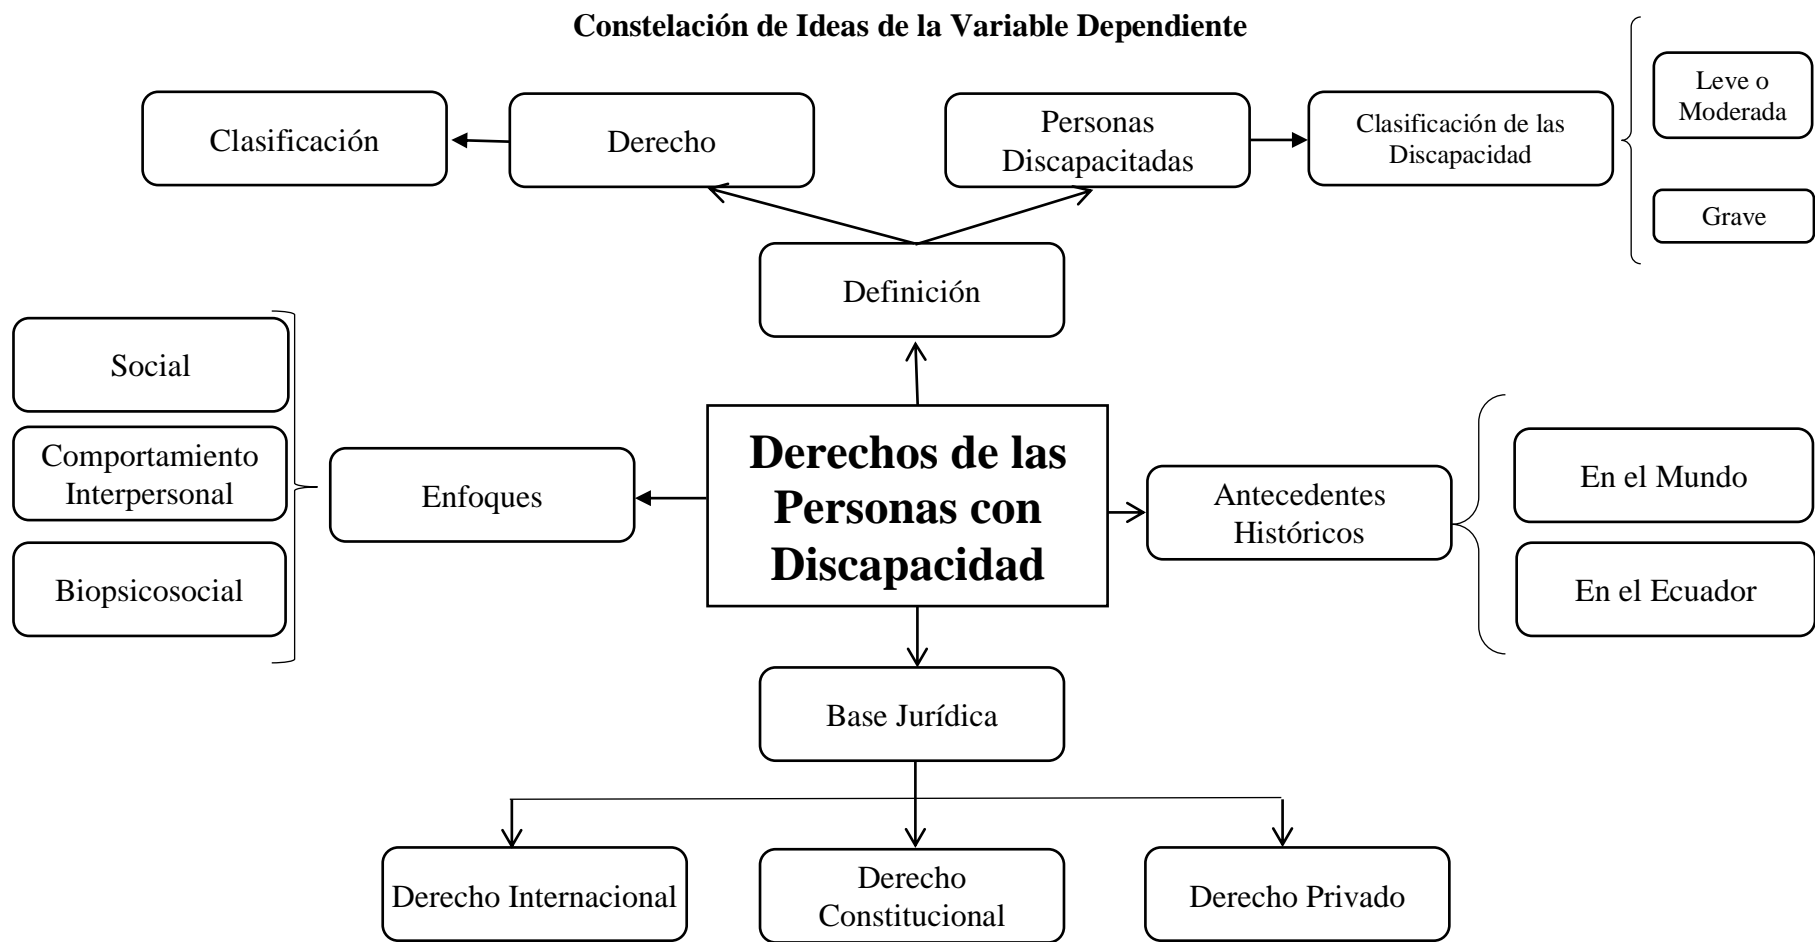 Constelación de Ideas de la Variable Dependiente
Clasificación
Derecho
Personas
Discapacitadas
Clasificación de las
Discapacidad
Leve o
Moderada
Grave
Definición
Social
Comportamiento
Interpersonal
Biopsicosocial
Enfoques
Derechos de las
Personas con
Discapacidad
Antecedentes
Históricos
En el Mundo
En el Ecuador
Base Jurídica
Derecho Internacional
Derecho
Constitucional
Derecho Privado